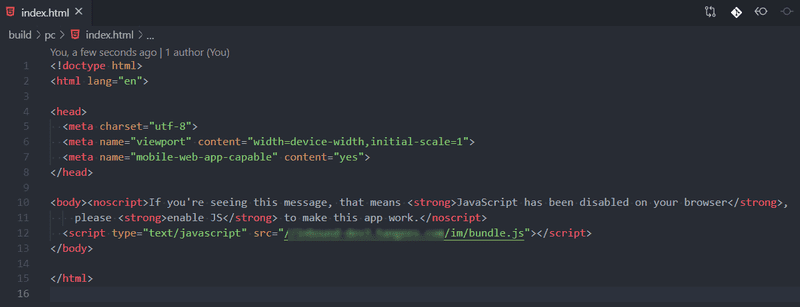 index.html
build > pc > index.html > ...
You, a few seconds ago | 1 author (You)
1 <!doctype html>
2 <html lang="en">
3
4 <head>
5 <meta charset="utf-8">
6 <meta name="viewport" content="width=device-width,initial-scale=1">
7 <meta name="mobile-web-app-capable" content="yes">
8 </head>
9
10 <body><noscript>If you're seeing this message, that means <strong>JavaScript has been disabled on your browser</strong>,
11 please <strong>enable JS</strong> to make this app work.</noscript>
12 <script type="text/javascript" src="/ /im/bundle.js"></script>
13 </body>
14
15 </html>
16